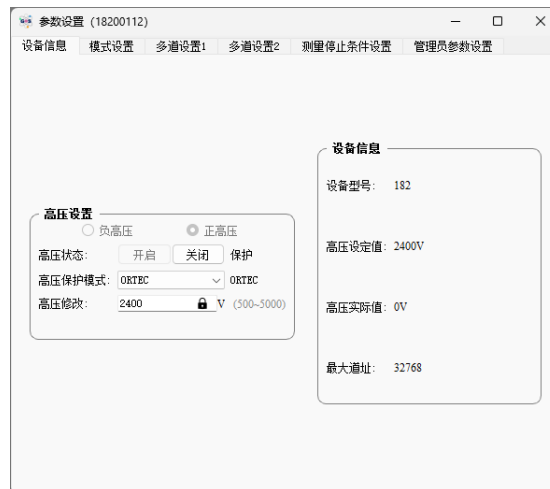 参数设置 (18200112)
设备信息 模式设置 多道设置1 多道设置2 测量停止条件设置 管理员参数设置
高压设置
负高压 正高压
高压状态: 开启 关闭 保护
高压保护模式: ORTEC ORTEC
高压修改: 2400 V (500~5000)
设备信息
设备型号: 182
高压设定值: 2400V
高压实际值: 0V
最大道址: 32768